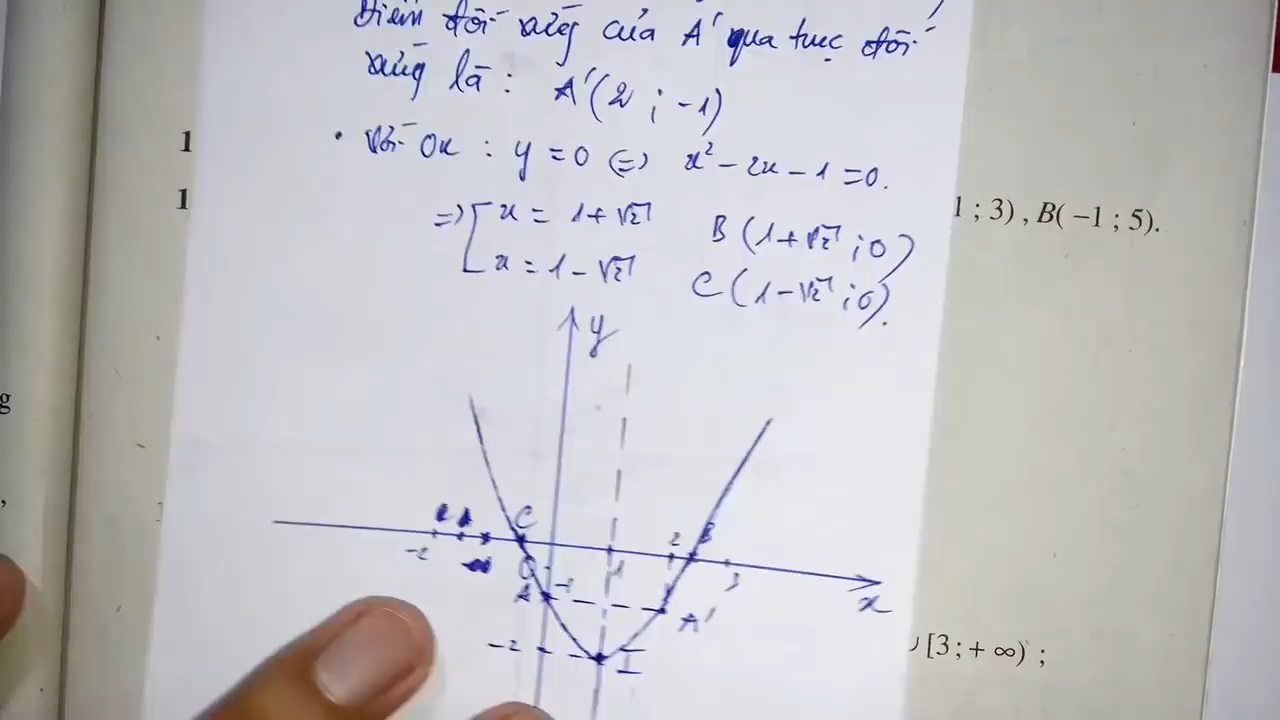 Điểm đối xứng của A' qua trục đối
xứng là : A'(2 ; -1)
• Với Ox : y = 0 (=) x² - 2x - 1 = 0.
=> [ x = 1 + √2
x = 1 - √2
B (1 + √2 ; 0)
C (1 - √2 ; 0).
1
1
1 ; 3) , B( −1 ; 5).
y
C
2 B
-2
O
1
3
x
A -1
A'
-2
I
[3 ; + ∞) ;
g
,